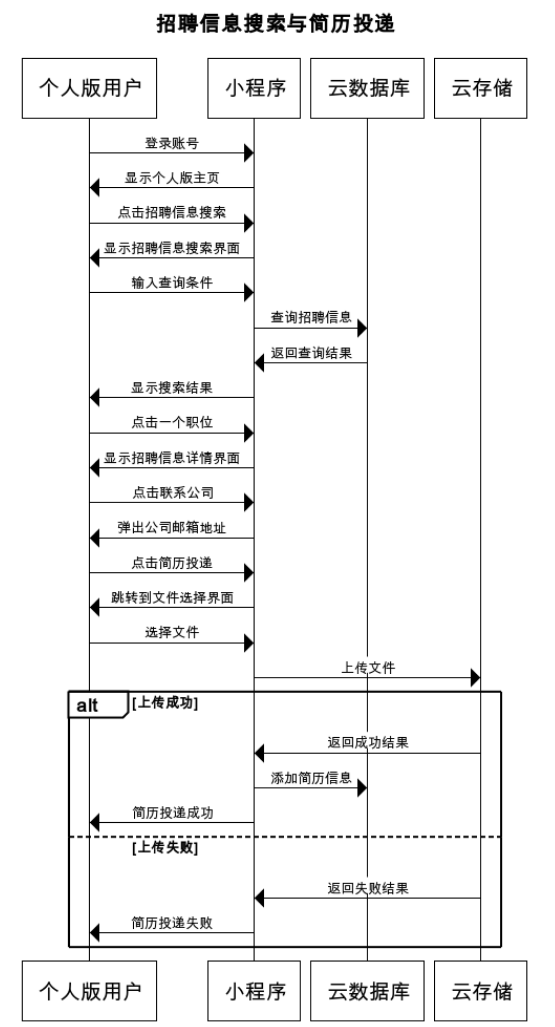 招聘信息搜索与简历投递
个人版用户 小程序 云数据库 云存储
登录账号
显示个人版主页
点击招聘信息搜索
显示招聘信息搜索界面
输入查询条件
查询招聘信息
返回查询结果
显示搜索结果
点击一个职位
显示招聘信息详情界面
点击联系公司
弹出公司邮箱地址
点击简历投递
跳转到文件选择界面
选择文件
上传文件
alt [上传成功]
返回成功结果
添加简历信息
简历投递成功
[上传失败]
返回失败结果
简历投递失败
个人版用户 小程序 云数据库 云存储